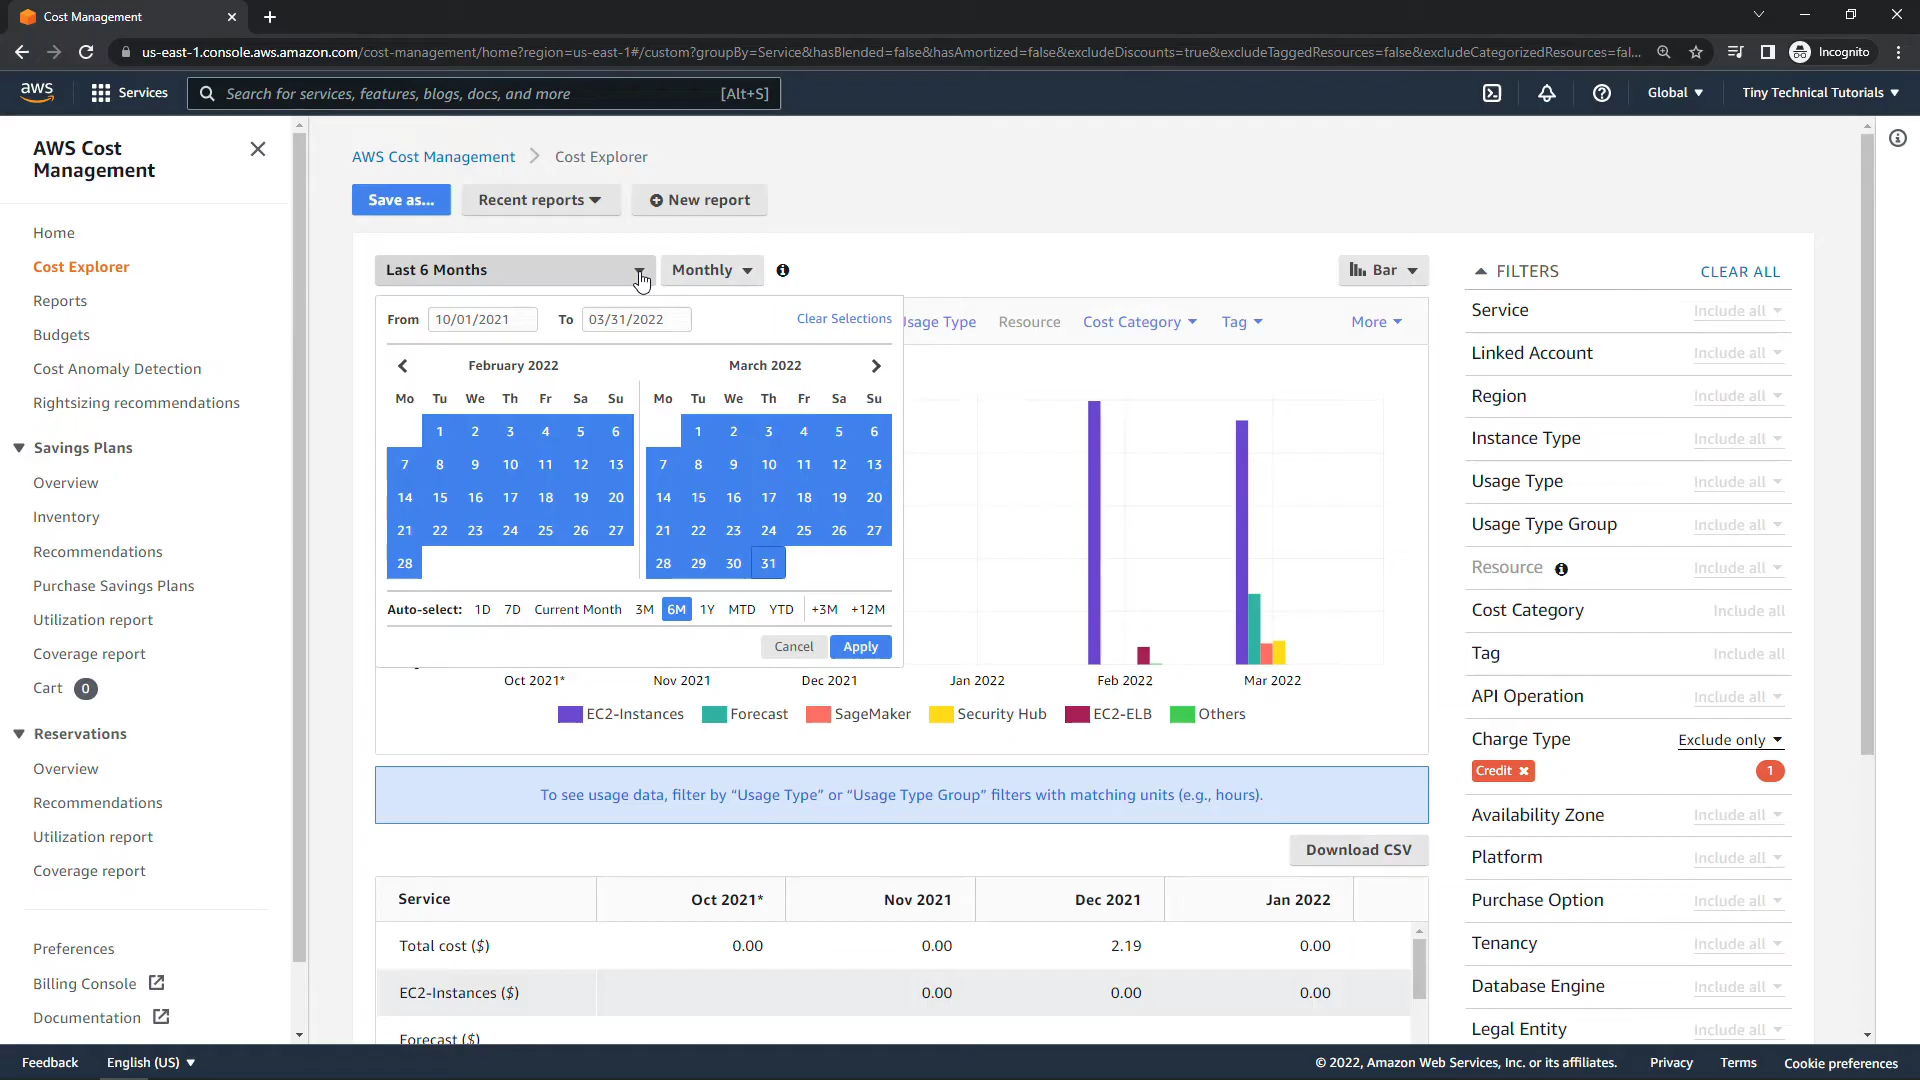 Cost Management
us-east-1.console.aws.amazon.com/cost-management/home?region=us-east-1#/custom?groupBy=Service&hasBlended=false&hasAmortized=false&excludeDiscounts=true&excludeTaggedResources=false&excludeCategorizedResources=fal...
Incognito
aws
Services
Search for services, features, blogs, docs, and more
[Alt+S]
Global
Tiny Technical Tutorials
AWS Cost
Management
Home
Cost Explorer
Reports
Budgets
Cost Anomaly Detection
Rightsizing recommendations
Savings Plans
Overview
Inventory
Recommendations
Purchase Savings Plans
Utilization report
Coverage report
Cart 0
Reservations
Overview
Recommendations
Utilization report
Coverage report
Preferences
Billing Console
Documentation
AWS Cost Management > Cost Explorer
Save as...
Recent reports
New report
Last 6 Months
Monthly
Bar
From 10/01/2021 To 03/31/2022 Clear Selections
February 2022
Mo Tu We Th Fr Sa Su
1 2 3 4 5 6
7 8 9 10 11 12 13
14 15 16 17 18 19 20
21 22 23 24 25 26 27
28
March 2022
Mo Tu We Th Fr Sa Su
1 2 3 4 5 6
7 8 9 10 11 12 13
14 15 16 17 18 19 20
21 22 23 24 25 26 27
28 29 30 31
Auto-select: 1D 7D Current Month 3M 6M 1Y MTD YTD +3M +12M
Cancel Apply
Usage Type Resource Cost Category Tag More
Oct 2021* Nov 2021 Dec 2021 Jan 2022 Feb 2022 Mar 2022
EC2-Instances Forecast SageMaker Security Hub EC2-ELB Others
To see usage data, filter by “Usage Type” or “Usage Type Group” filters with matching units (e.g., hours).
Download CSV
Service Oct 2021* Nov 2021 Dec 2021 Jan 2022
Total cost ($) 0.00 0.00 2.19 0.00
EC2-Instances ($) 0.00 0.00 0.00
Forecast ($)
FILTERS CLEAR ALL
Service Include all
Linked Account Include all
Region Include all
Instance Type Include all
Usage Type Include all
Usage Type Group Include all
Resource Include all
Cost Category Include all
Tag Include all
API Operation Include all
Charge Type Exclude only
Credit 1
Availability Zone Include all
Platform Include all
Purchase Option Include all
Tenancy Include all
Database Engine Include all
Legal Entity Include all
Feedback
English (US)
© 2022, Amazon Web Services, Inc. or its affiliates.
Privacy
Terms
Cookie preferences